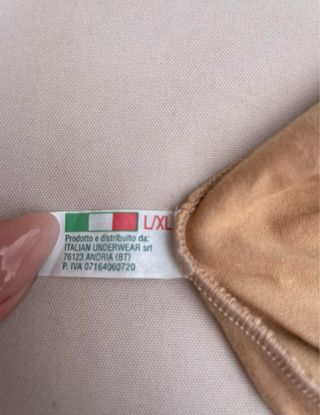 L/XL
Prodotto e distribuito da:
ITALIAN UNDERWEAR srl
76123 ANDRIA (BT)
P. IVA 07164060720